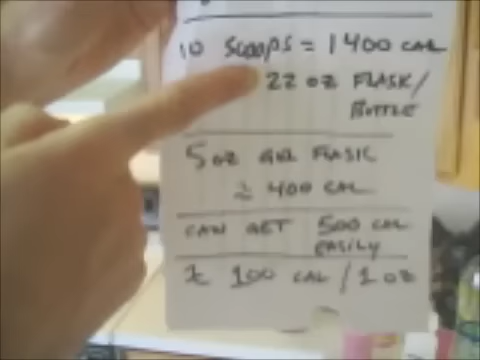 10 SCOOPS = 1400 CAL
22 OZ FLASK/
BOTTLE
5 OZ GEL FLASK
≈ 400 CAL
CAN GET 500 CAL
EASILY
100 CAL / 1 OZ